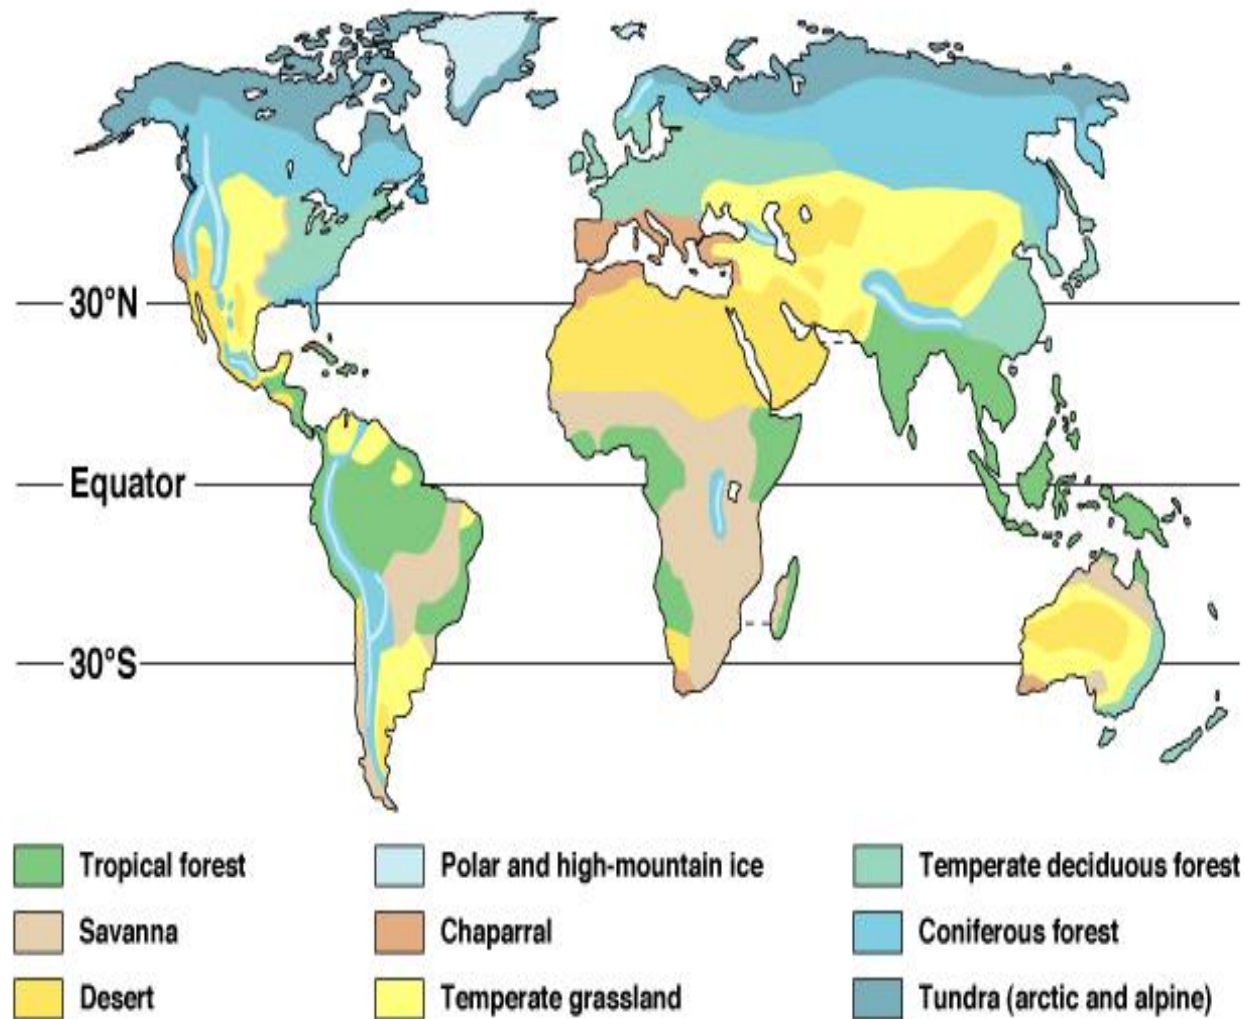 30°N
Equator
30°S
Tropical forest
Polar and high-mountain ice
Temperate deciduous forest
Savanna
Chaparral
Coniferous forest
Desert
Temperate grassland
Tundra (arctic and alpine)